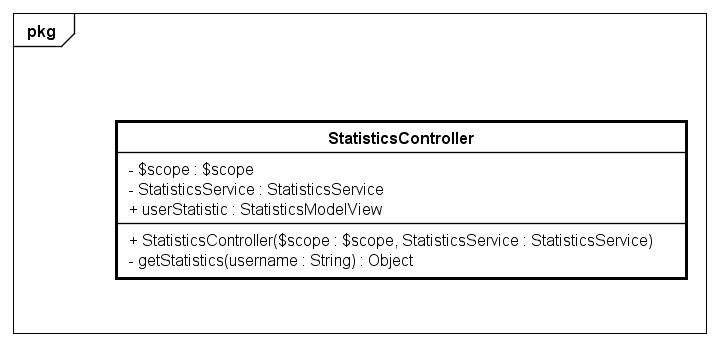 pkg
StatisticsController
- $scope : $scope
- StatisticsService : StatisticsService
+ userStatistic : StatisticsModelView
+ StatisticsController($scope : $scope, StatisticsService : StatisticsService)
- getStatistics(username : String) : Object